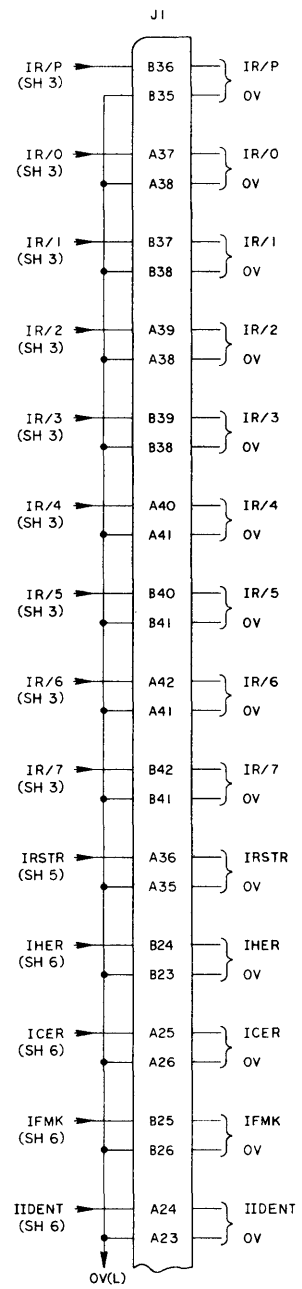 J1
IR/P B36 IR/P
(SH 3) B35 0V
IR/0 A37 IR/0
(SH 3) A38 0V
IR/1 B37 IR/1
(SH 3) B38 0V
IR/2 A39 IR/2
(SH 3) A38 0V
IR/3 B39 IR/3
(SH 3) B38 0V
IR/4 A40 IR/4
(SH 3) A41 0V
IR/5 B40 IR/5
(SH 3) B41 0V
IR/6 A42 IR/6
(SH 3) A41 0V
IR/7 B42 IR/7
(SH 3) B41 0V
IRSTR A36 IRSTR
(SH 5) A35 0V
IHER B24 IHER
(SH 6) B23 0V
ICER A25 ICER
(SH 6) A26 0V
IFMK B25 IFMK
(SH 6) B26 0V
IIDENT A24 IIDENT
(SH 6) A23 0V
0V(L)